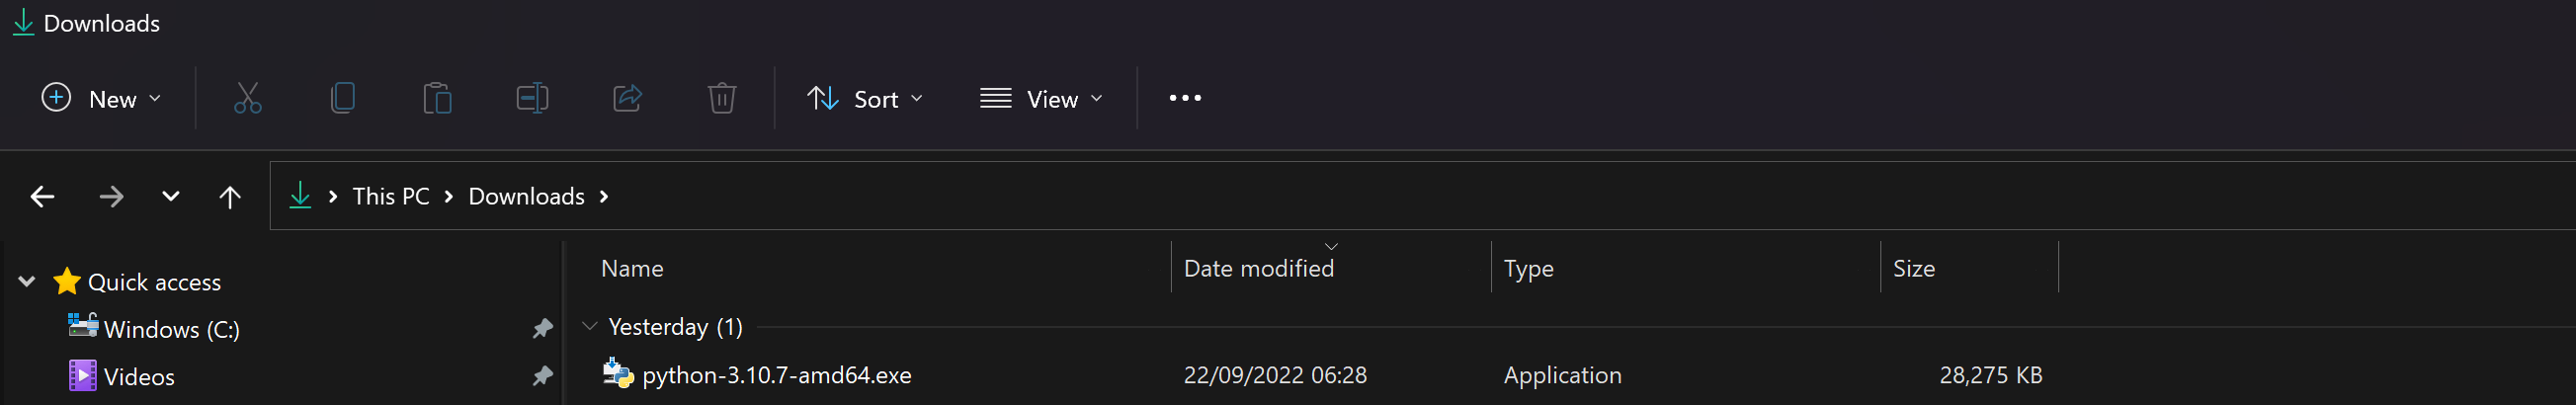 Downloads
New Sort View
This PC Downloads
Name Date modified Type Size
Quick access
Yesterday (1)
Windows (C:)
python-3.10.7-amd64.exe 22/09/2022 06:28 Application 28,275 KB
Videos